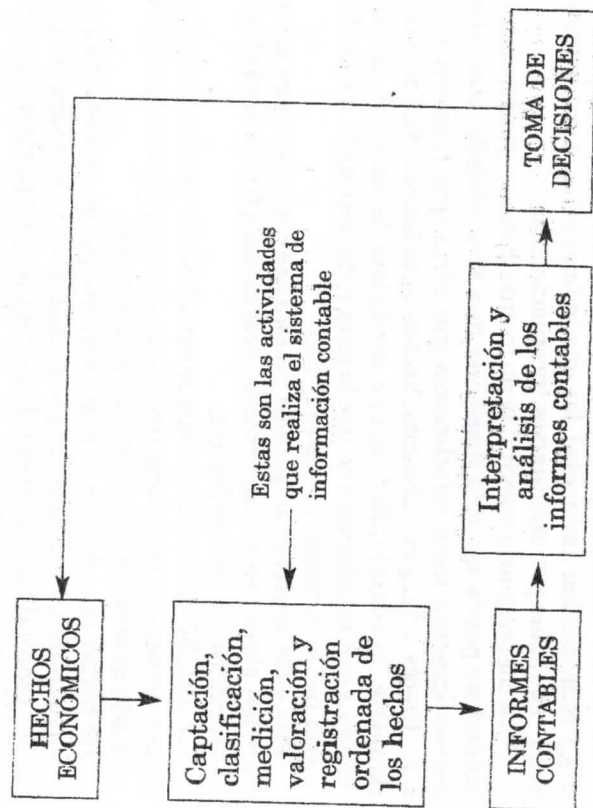 HECHOS
ECONÓMICOS
Captación,
clasificación,
medición,
valoración y
registración
ordenada de
los hechos
Estas son las actividades
que realiza el sistema de
información contable
INFORMES
CONTABLES
Interpretación y
análisis de los
informes contables
TOMA DE
DECISIONES